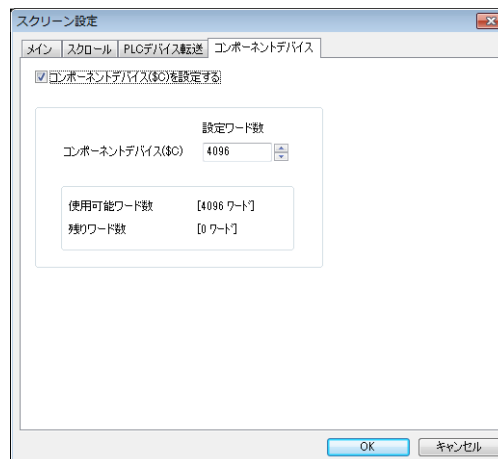 スクリーン設定
メイン スクロール PLCデバイス転送 コンポーネントデバイス
コンポーネントデバイス($C)を設定する
設定ワード数
コンポーネントデバイス($C) 4096
使用可能ワード数 [4096 ワード]
残りワード数 [0 ワード]
OK キャンセル